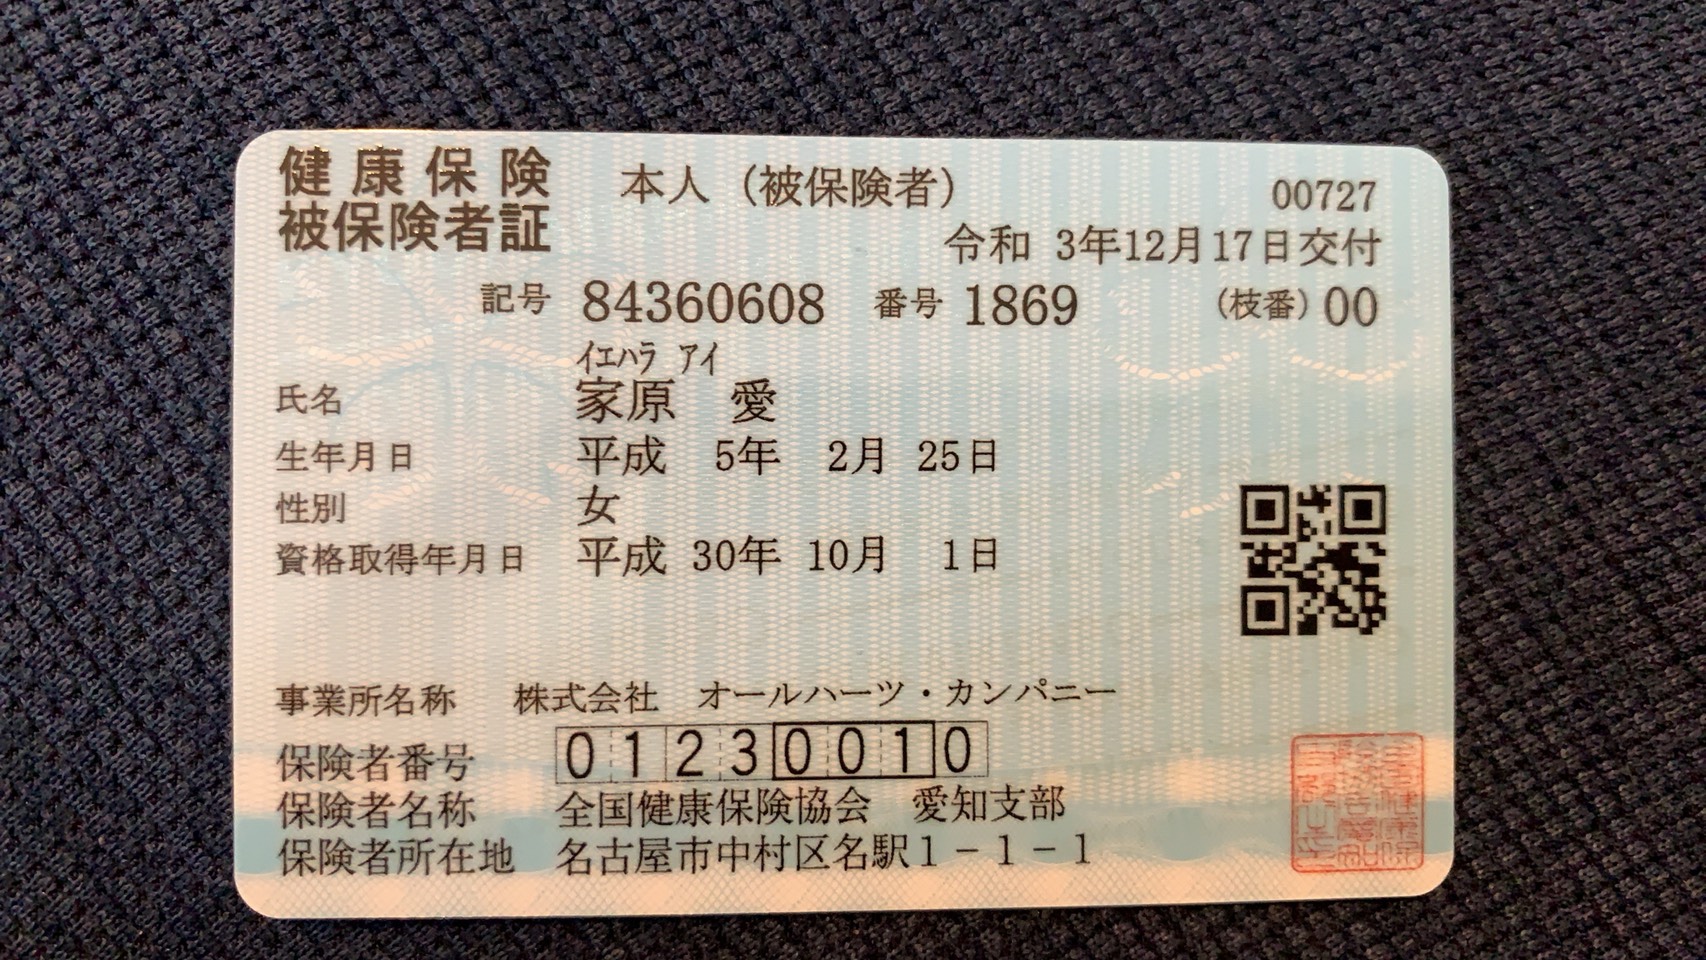 健康保険
被保険者証
本人（被保険者）
00727
令和 3年12月17日交付
記号 84360608 番号 1869 （枝番）00
ｲｴﾊﾗ ｱｲ
氏名 家原 愛
生年月日 平成 5年 2月 25日
性別 女
資格取得年月日 平成 30年 10月 1日
事業所名称 株式会社 オールハーツ・カンパニー
保険者番号 01230010
保険者名称 全国健康保険協会 愛知支部
保険者所在地 名古屋市中村区名駅１－１－１